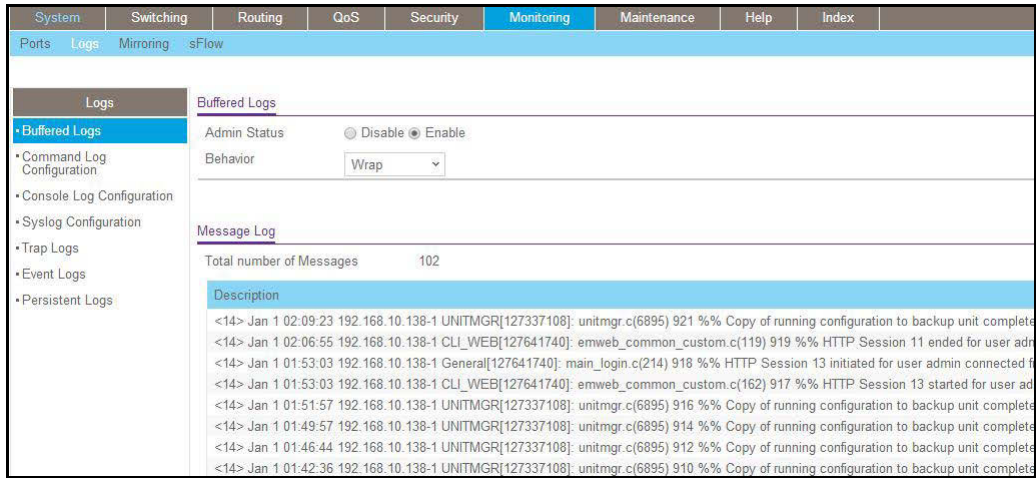 System Switching Routing QoS Security Monitoring Maintenance Help Index
Ports Logs Mirroring sFlow
Logs
Buffered Logs
Command Log
Configuration
Console Log Configuration
Syslog Configuration
Trap Logs
Event Logs
Persistent Logs
Buffered Logs
Admin Status Disable Enable
Behavior Wrap
Message Log
Total number of Messages 102
Description
<14> Jan 1 02:09:23 192.168.10.138-1 UNITMGR[127337108]: unitmgr.c(6895) 921 %% Copy of running configuration to backup unit complete
<14> Jan 1 02:06:55 192.168.10.138-1 CLI_WEB[127641740]: emweb_common_custom.c(119) 919 %% HTTP Session 11 ended for user adm
<14> Jan 1 01:53:03 192.168.10.138-1 General[127641740]: main_login.c(214) 918 %% HTTP Session 13 initiated for user admin connected f
<14> Jan 1 01:53:03 192.168.10.138-1 CLI_WEB[127641740]: emweb_common_custom.c(162) 917 %% HTTP Session 13 started for user ad
<14> Jan 1 01:51:57 192.168.10.138-1 UNITMGR[127337108]: unitmgr.c(6895) 916 %% Copy of running configuration to backup unit complete
<14> Jan 1 01:49:57 192.168.10.138-1 UNITMGR[127337108]: unitmgr.c(6895) 914 %% Copy of running configuration to backup unit complete
<14> Jan 1 01:46:44 192.168.10.138-1 UNITMGR[127337108]: unitmgr.c(6895) 912 %% Copy of running configuration to backup unit complete
<14> Jan 1 01:42:36 192.168.10.138-1 UNITMGR[127337108]: unitmgr.c(6895) 910 %% Copy of running configuration to backup unit complete